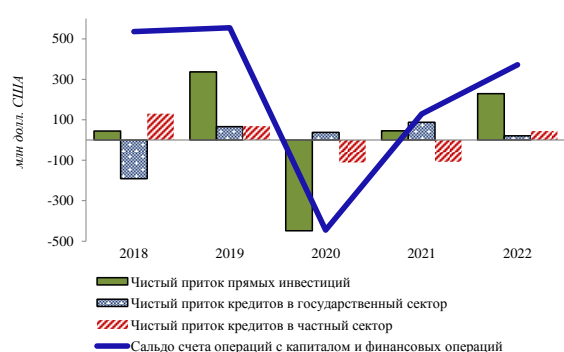 млн долл. США
500
300
100
-100
-300
-500
2018 2019 2020 2021 2022
Чистый приток прямых инвестиций
Чистый приток кредитов в государственный сектор
Чистый приток кредитов в частный сектор
Сальдо счета операций с капиталом и финансовых операций